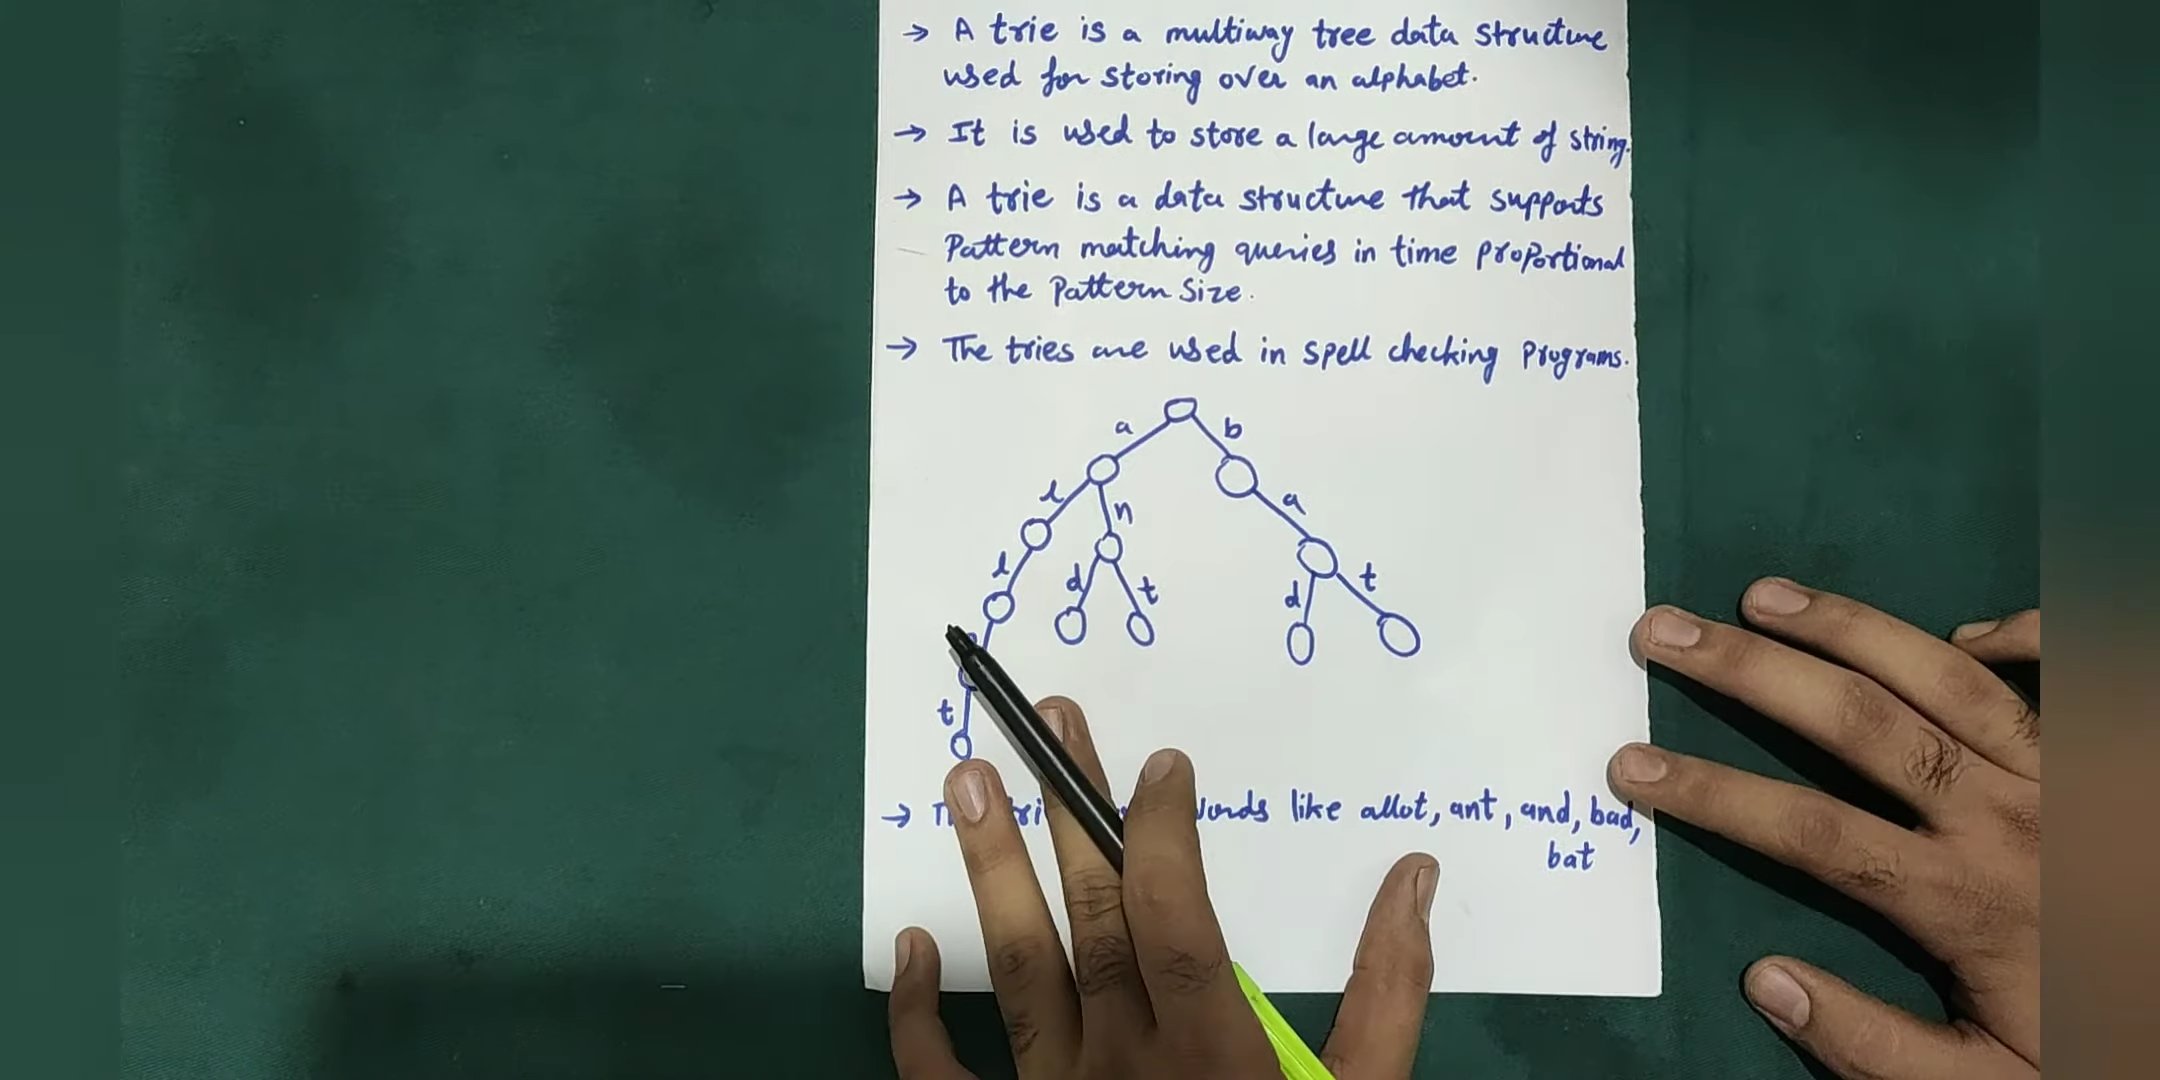 → A trie is a multiway tree data structure
used for storing over an alphabet.
→ It is used to store a large amount of string.
→ A trie is a data structure that supports
Pattern matching queries in time proportional
to the Pattern Size.
→ The tries are used in spell checking programs.
a b
l n a
l d t d t
t
→ words like allot, ant, and, bad,
bat